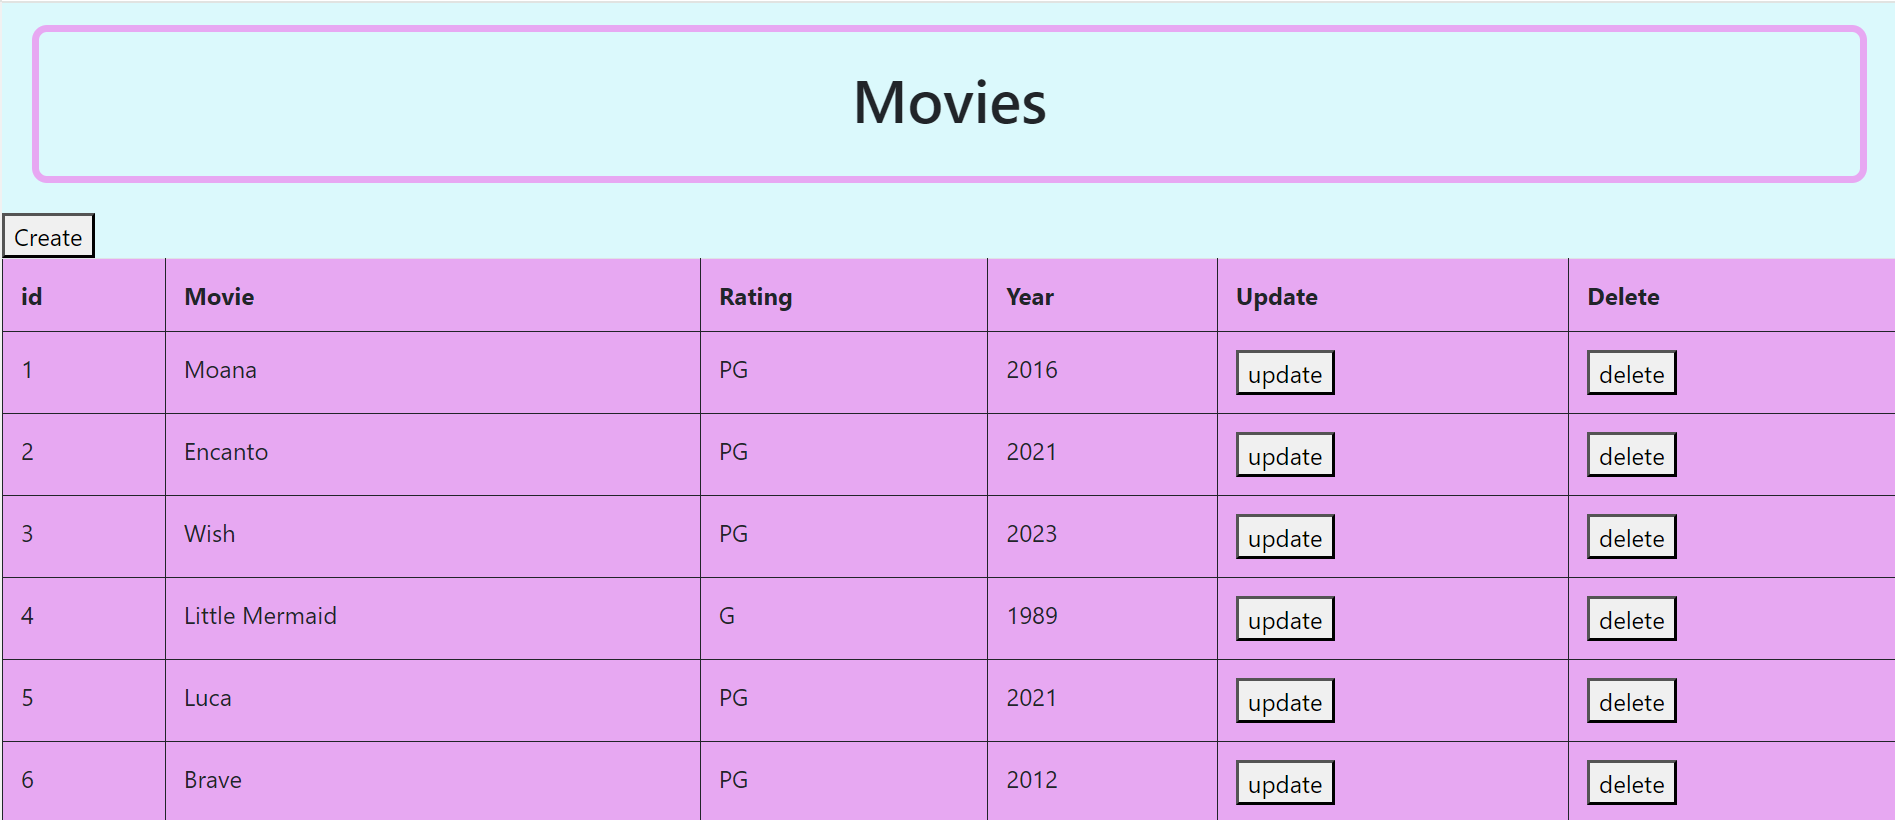 Movies
Create
id Movie Rating Year Update Delete
1 Moana PG 2016 update delete
2 Encanto PG 2021 update delete
3 Wish PG 2023 update delete
4 Little Mermaid G 1989 update delete
5 Luca PG 2021 update delete
6 Brave PG 2012 update delete